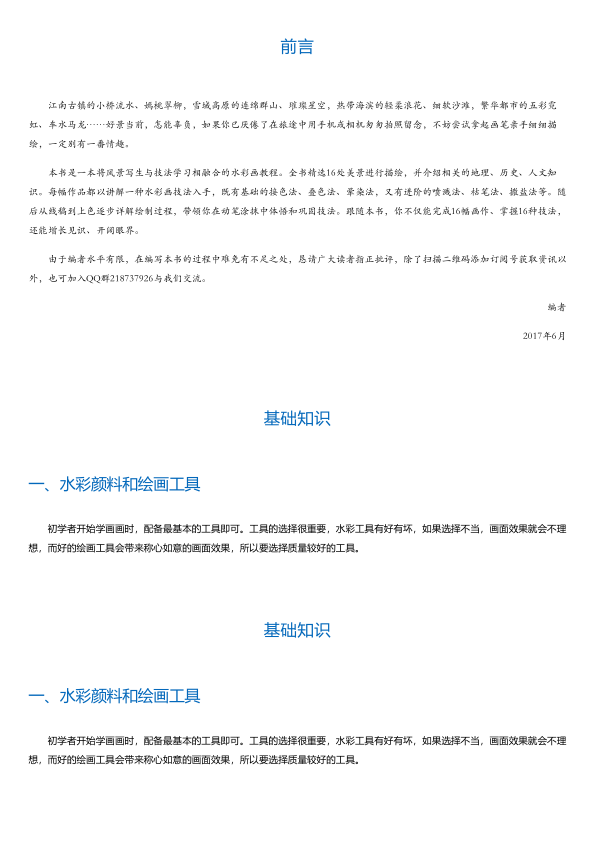 前言
江南古镇的小桥流水、嫣桃翠柳，雪域高原的连绵群山、璀璨星空，热带海滨的轻柔浪花、细软沙滩，繁华都市的五彩霓
虹、车水马龙……好景当前，怎能辜负，如果你已厌倦了在旅途中用手机或相机匆匆拍照留念，不妨尝试拿起画笔亲手细细描
绘，一定别有一番情趣。
本书是一本将风景写生与技法学习相融合的水彩画教程。全书精选16处美景进行描绘，并介绍相关的地理、历史、人文知
识。每幅作品都以讲解一种水彩画技法入手，既有基础的接色法、叠色法、晕染法，又有进阶的喷溅法、枯笔法、撒盐法等。随
后从线稿到上色逐步详解绘制过程，带领你在动笔涂抹中体悟和巩固技法。跟随本书，你不仅能完成16幅画作、掌握16种技法，
还能增长见识、开阔眼界。
由于编者水平有限，在编写本书的过程中难免有不足之处，恳请广大读者指正批评，除了扫描二维码添加订阅号获取资讯以
外，也可加入QQ群218737926与我们交流。
编者
2017年6月
基础知识
一、水彩颜料和绘画工具
初学者开始学画画时，配备最基本的工具即可。工具的选择很重要，水彩工具有好有坏，如果选择不当，画面效果就会不理
想，而好的绘画工具会带来称心如意的画面效果，所以要选择质量较好的工具。
基础知识
一、水彩颜料和绘画工具
初学者开始学画画时，配备最基本的工具即可。工具的选择很重要，水彩工具有好有坏，如果选择不当，画面效果就会不理
想，而好的绘画工具会带来称心如意的画面效果，所以要选择质量较好的工具。